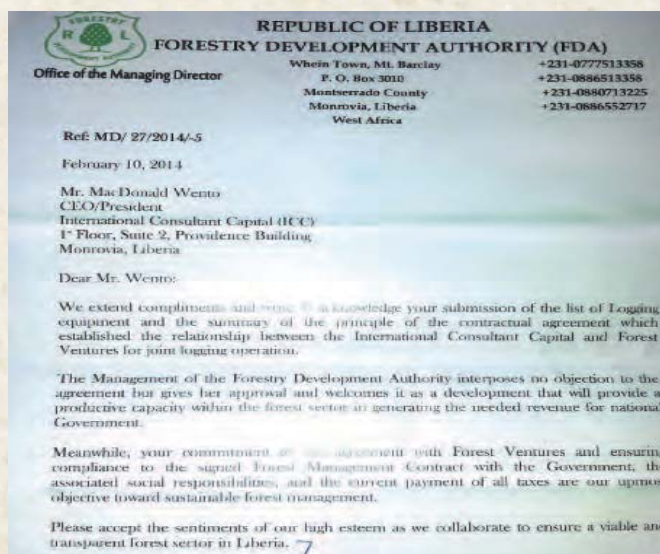 FORESTRY
R L
REPUBLIC OF LIBERIA
FORESTRY DEVELOPMENT AUTHORITY (FDA)
Office of the Managing Director
Whein Town, Mt. Barclay
P. O. Box 3010
Montserrado County
Monrovia, Liberia
West Africa
+231-0777513358
+231-0886513358
+231-0880713225
+231-0886552717
Ref: MD/ 27/2014/-5
February 10, 2014
Mr. MacDonald Wento
CEO/President
International Consultant Capital (ICC)
1st Floor, Suite 2, Providence Building
Monrovia, Liberia
Dear Mr. Wento:
We extend compliments and acknowledge your submission of the list of Logging
equipment and the summary of the principle of the contractual agreement which
established the relationship between the International Consultant Capital and Forest
Ventures for joint logging operation.
The Management of the Forestry Development Authority interposes no objection to the
agreement but gives her approval and welcomes it as a development that will provide a
productive capacity within the forest sector in generating the needed revenue for national
Government.
Meanwhile, your commitment agreement with Forest Ventures and ensurin
compliance to the signed Forest Management Contract with the Government, th
associated social responsibilities, and the current payment of all taxes are our upmos
objective toward sustainable forest management.
Please accept the sentiments of our high esteem as we collaborate to ensure a viable an
transparent forest sector in Liberia.